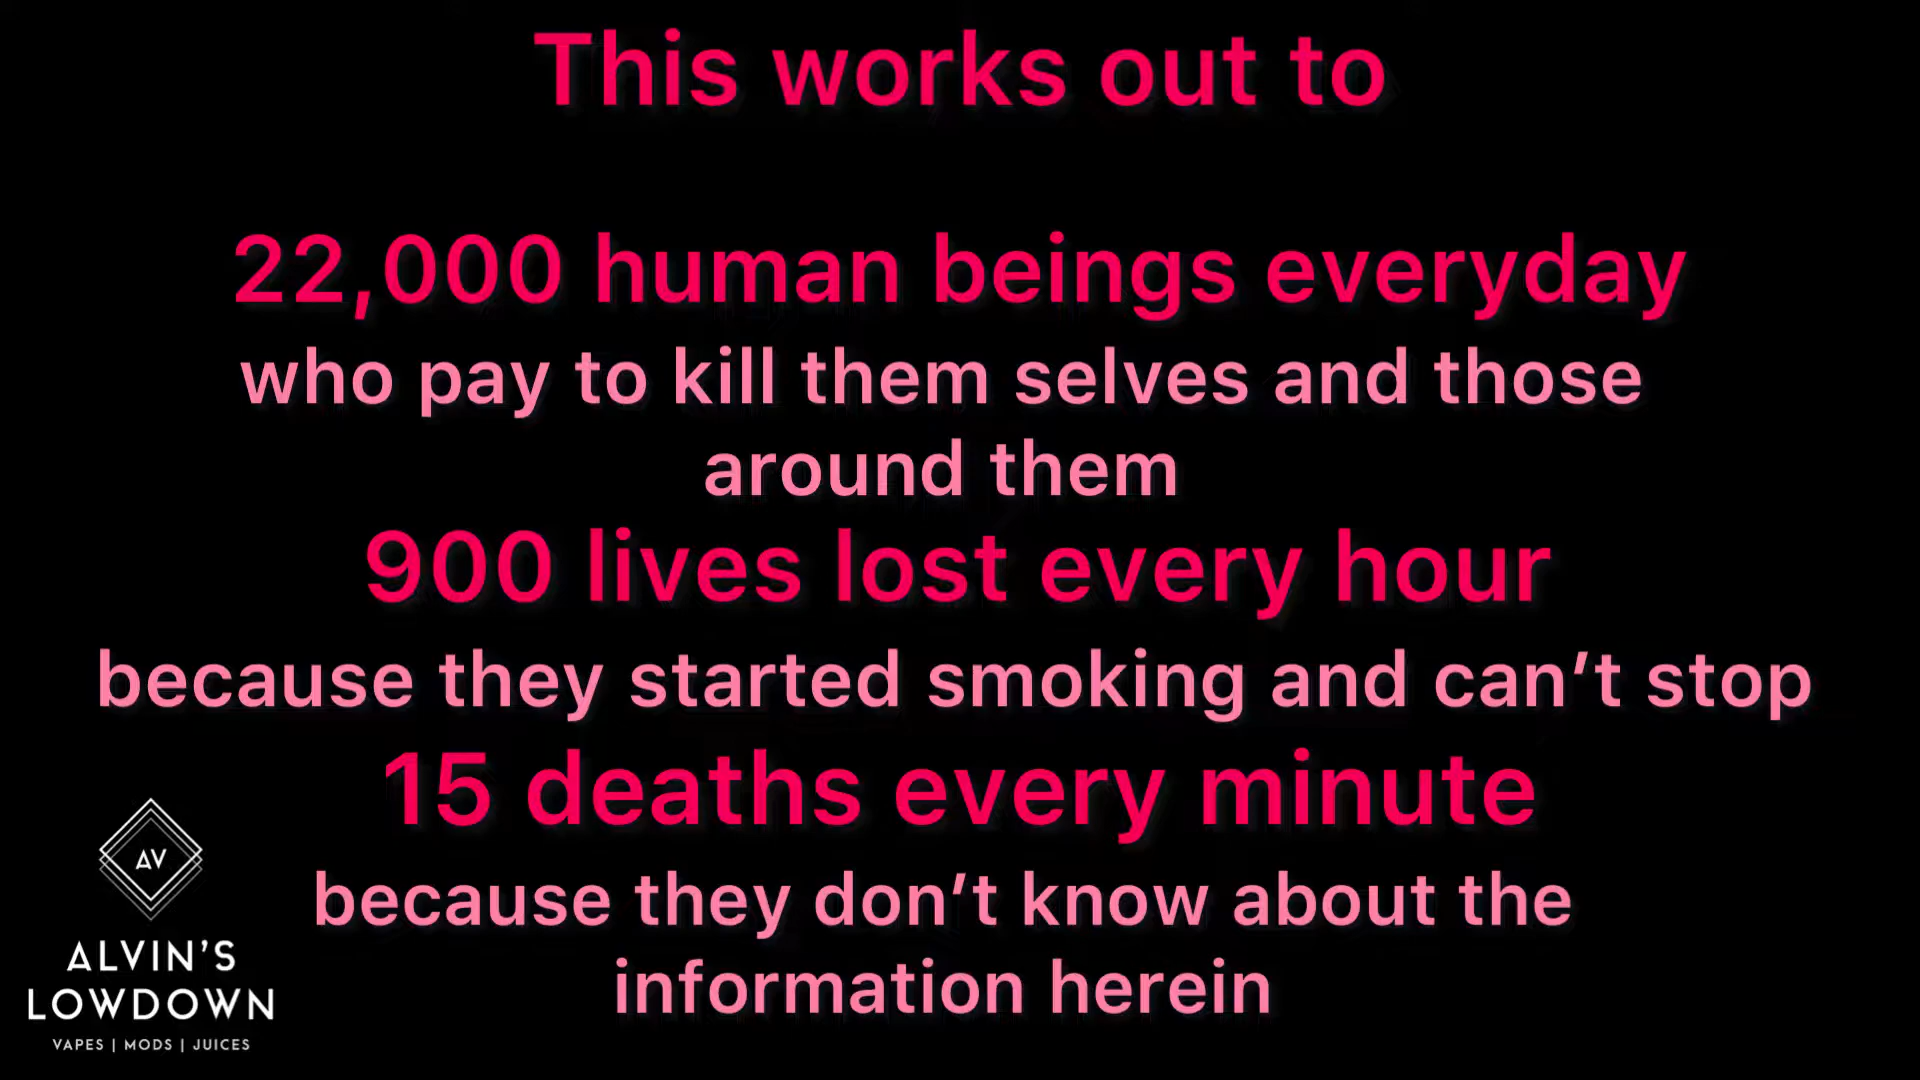 This works out to
22,000 human beings everyday
who pay to kill them selves and those
around them
900 lives lost every hour
because they started smoking and can’t stop
15 deaths every minute
because they don’t know about the
information herein
AV
ALVIN’S
LOWDOWN
VAPES | MODS | JUICES